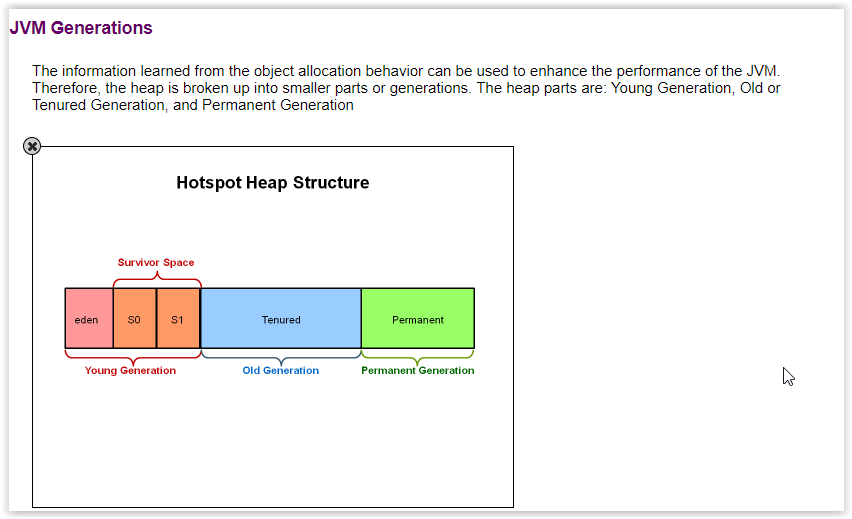 JVM Generations
The information learned from the object allocation behavior can be used to enhance the performance of the JVM.
Therefore, the heap is broken up into smaller parts or generations. The heap parts are: Young Generation, Old or
Tenured Generation, and Permanent Generation
Hotspot Heap Structure
Survivor Space
eden S0 S1 Tenured Permanent
Young Generation Old Generation Permanent Generation